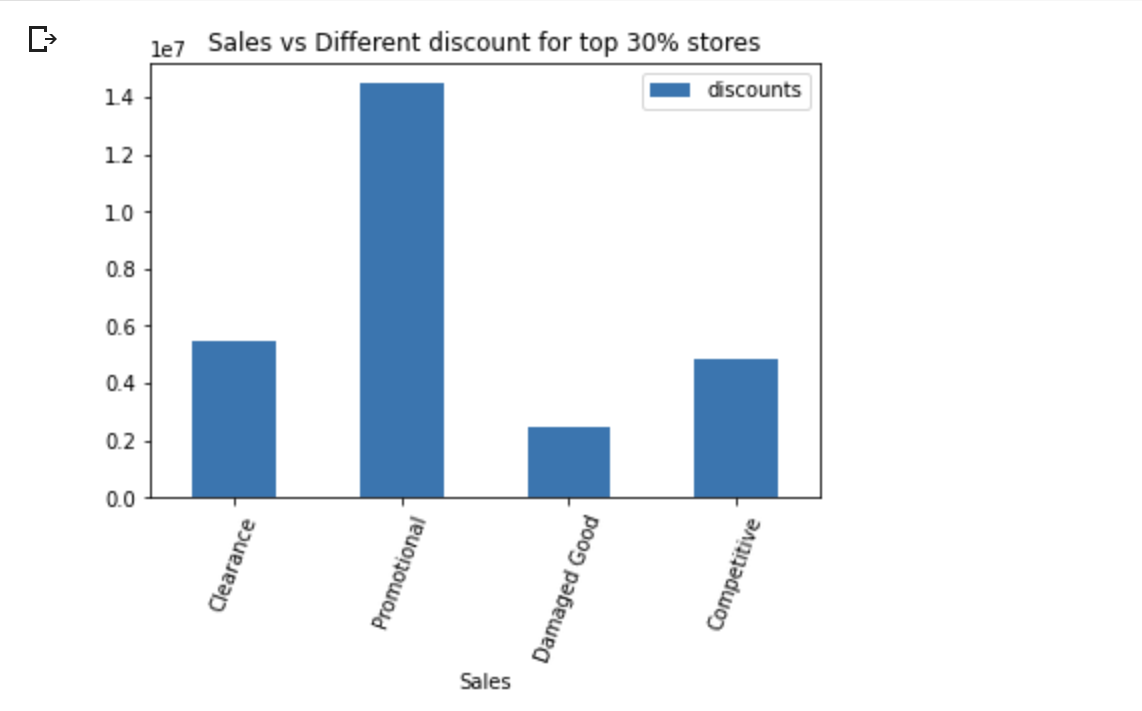 1e7 Sales vs Different discount for top 30% stores
discounts
1.4
1.2
1.0
0.8
0.6
0.4
0.2
0.0
Clearance
Promotional
Damaged Good
Competitive
Sales